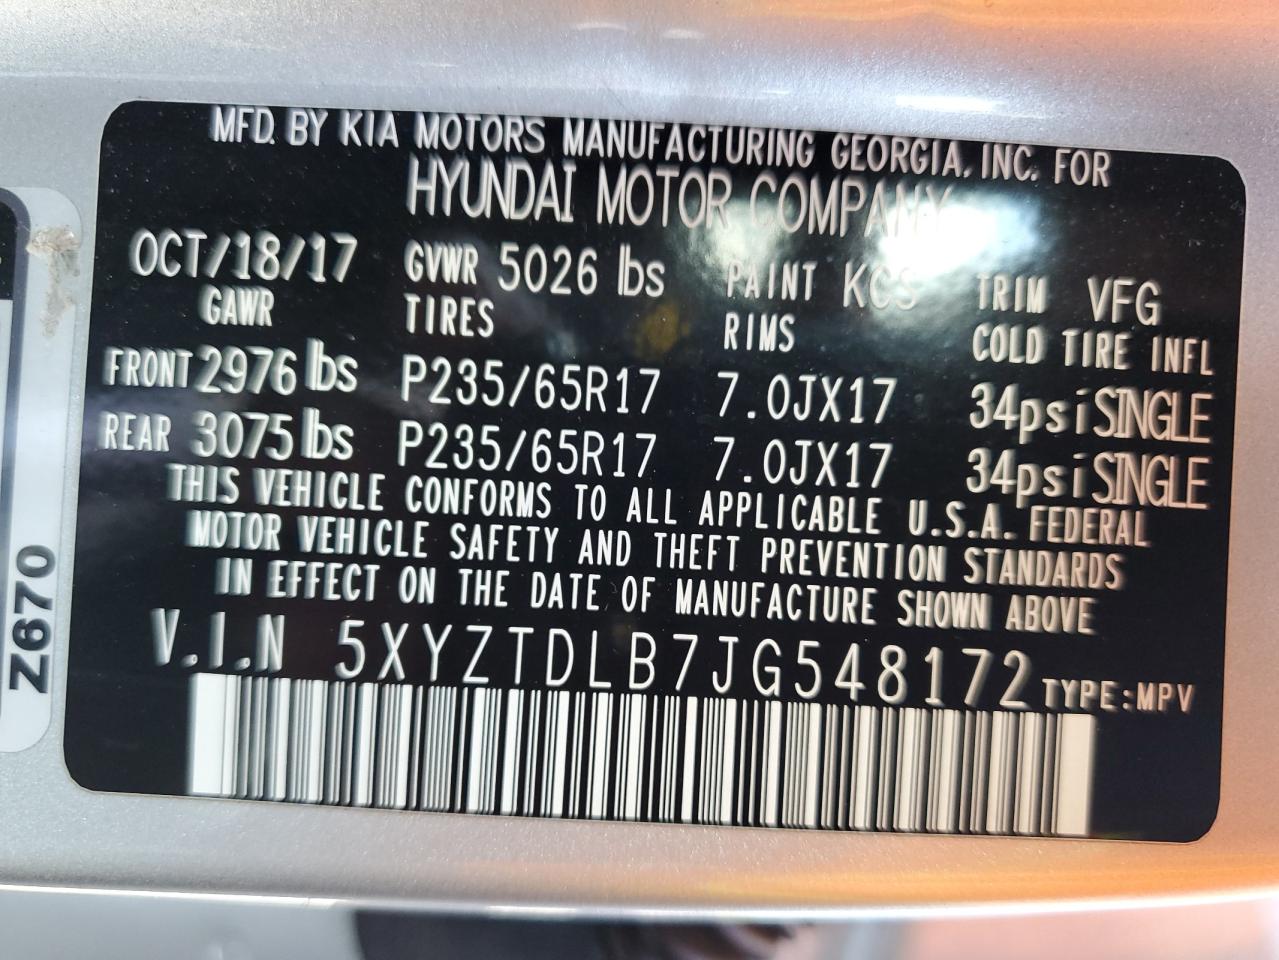 MFD. BY KIA MOTORS MANUFACTURING GEORGIA, INC. FOR
HYUNDAI MOTOR COMPANY
OCT/18/17 GVWR 5026 lbs PAINT KCS TRIM VFG
GAWR TIRES RIMS COLD TIRE INFL
FRONT 2976 lbs P235/65R17 7.0JX17 34psi SINGLE
REAR 3075 lbs P235/65R17 7.0JX17 34psi SINGLE
THIS VEHICLE CONFORMS TO ALL APPLICABLE U.S.A. FEDERAL
MOTOR VEHICLE SAFETY AND THEFT PREVENTION STANDARDS
IN EFFECT ON THE DATE OF MANUFACTURE SHOWN ABOVE
V.I.N 5XYZTDLB7JG548172 TYPE:MPV
Z670